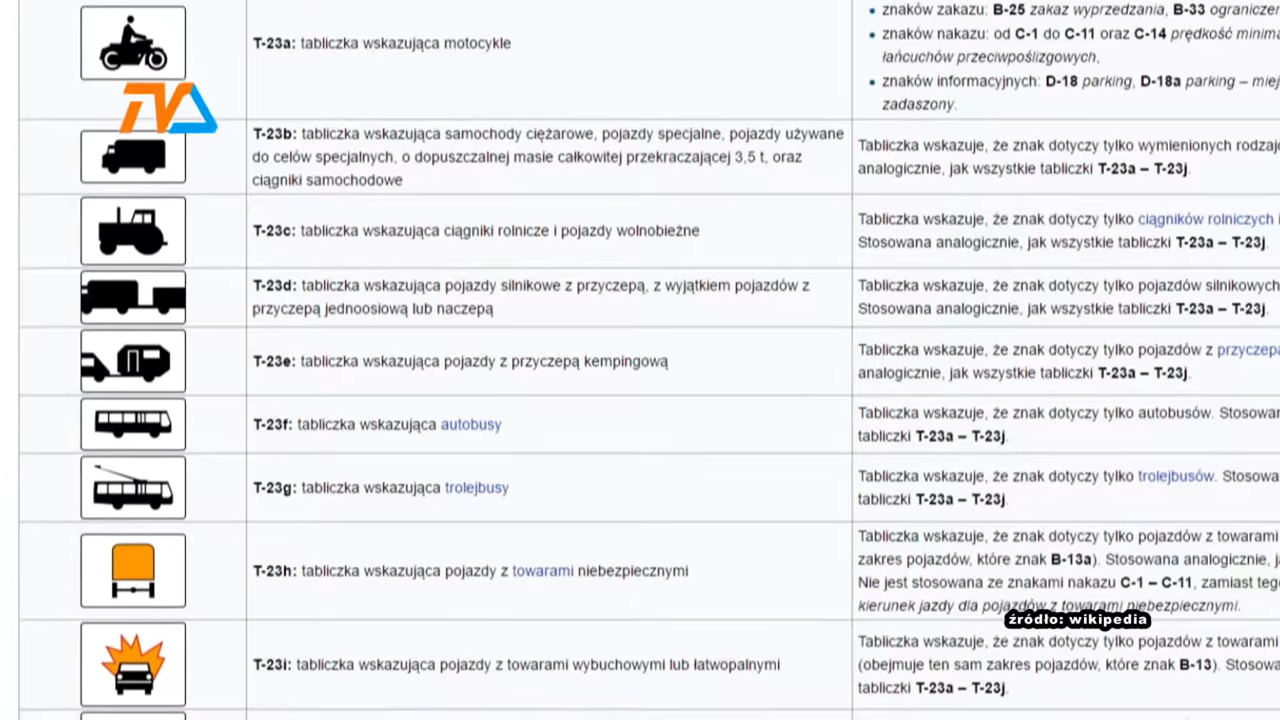 znaków zakazu: B-25 zakaz wyprzedzania, B-33
znaków nakazu: od C-1 do C-11 oraz C-14 prędkość
łańcuchów przeciwpoślizgowych,
znaków informacyjnych: D-18 parking, D-18a parking –
zadaszony.
T-23a: tabliczka wskazująca motocykle
TVA
T-23b: tabliczka wskazująca samochody ciężarowe, pojazdy specjalne, pojazdy używane
do celów specjalnych, o dopuszczalnej masie całkowitej przekraczającej 3,5 t, oraz
ciągniki samochodowe
Tabliczka wskazuje, że znak dotyczy tylko wymienionych
analogicznie, jak wszystkie tabliczki T-23a – T-23j.
T-23c: tabliczka wskazująca ciągniki rolnicze i pojazdy wolnobieżne
Tabliczka wskazuje, że znak dotyczy tylko ciągników rolniczych i
Stosowana analogicznie, jak wszystkie tabliczki T-23a – T-23j.
T-23d: tabliczka wskazująca pojazdy silnikowe z przyczepą, z wyjątkiem pojazdów z
przyczepą jednoosiową lub naczepą
Tabliczka wskazuje, że znak dotyczy tylko pojazdów silnikowych
Stosowana analogicznie, jak wszystkie tabliczki T-23a – T-23j.
T-23e: tabliczka wskazująca pojazdy z przyczepą kempingową
Tabliczka wskazuje, że znak dotyczy tylko pojazdów z przyczepą
analogicznie, jak wszystkie tabliczki T-23a – T-23j.
T-23f: tabliczka wskazująca autobusy
Tabliczka wskazuje, że znak dotyczy tylko autobusów.
tabliczki T-23a – T-23j.
T-23g: tabliczka wskazująca trolejbusy
Tabliczka wskazuje, że znak dotyczy tylko trolejbusów.
tabliczki T-23a – T-23j.
T-23h: tabliczka wskazująca pojazdy z towarami niebezpiecznymi
Tabliczka wskazuje, że znak dotyczy tylko pojazdów z towarami
zakres pojazdów, które znak B-13a). Stosowana analogicznie,
Nie jest stosowana ze znakami nakazu C-1 – C-11, zamiast
kierunek jazdy dla pojazdów z towarami niebezpiecznymi.
źródło: wikipedia
T-23i: tabliczka wskazująca pojazdy z towarami wybuchowymi lub łatwopalnymi
Tabliczka wskazuje, że znak dotyczy tylko pojazdów z towarami
(obejmuje ten sam zakres pojazdów, które znak B-13).
tabliczki T-23a – T-23j.